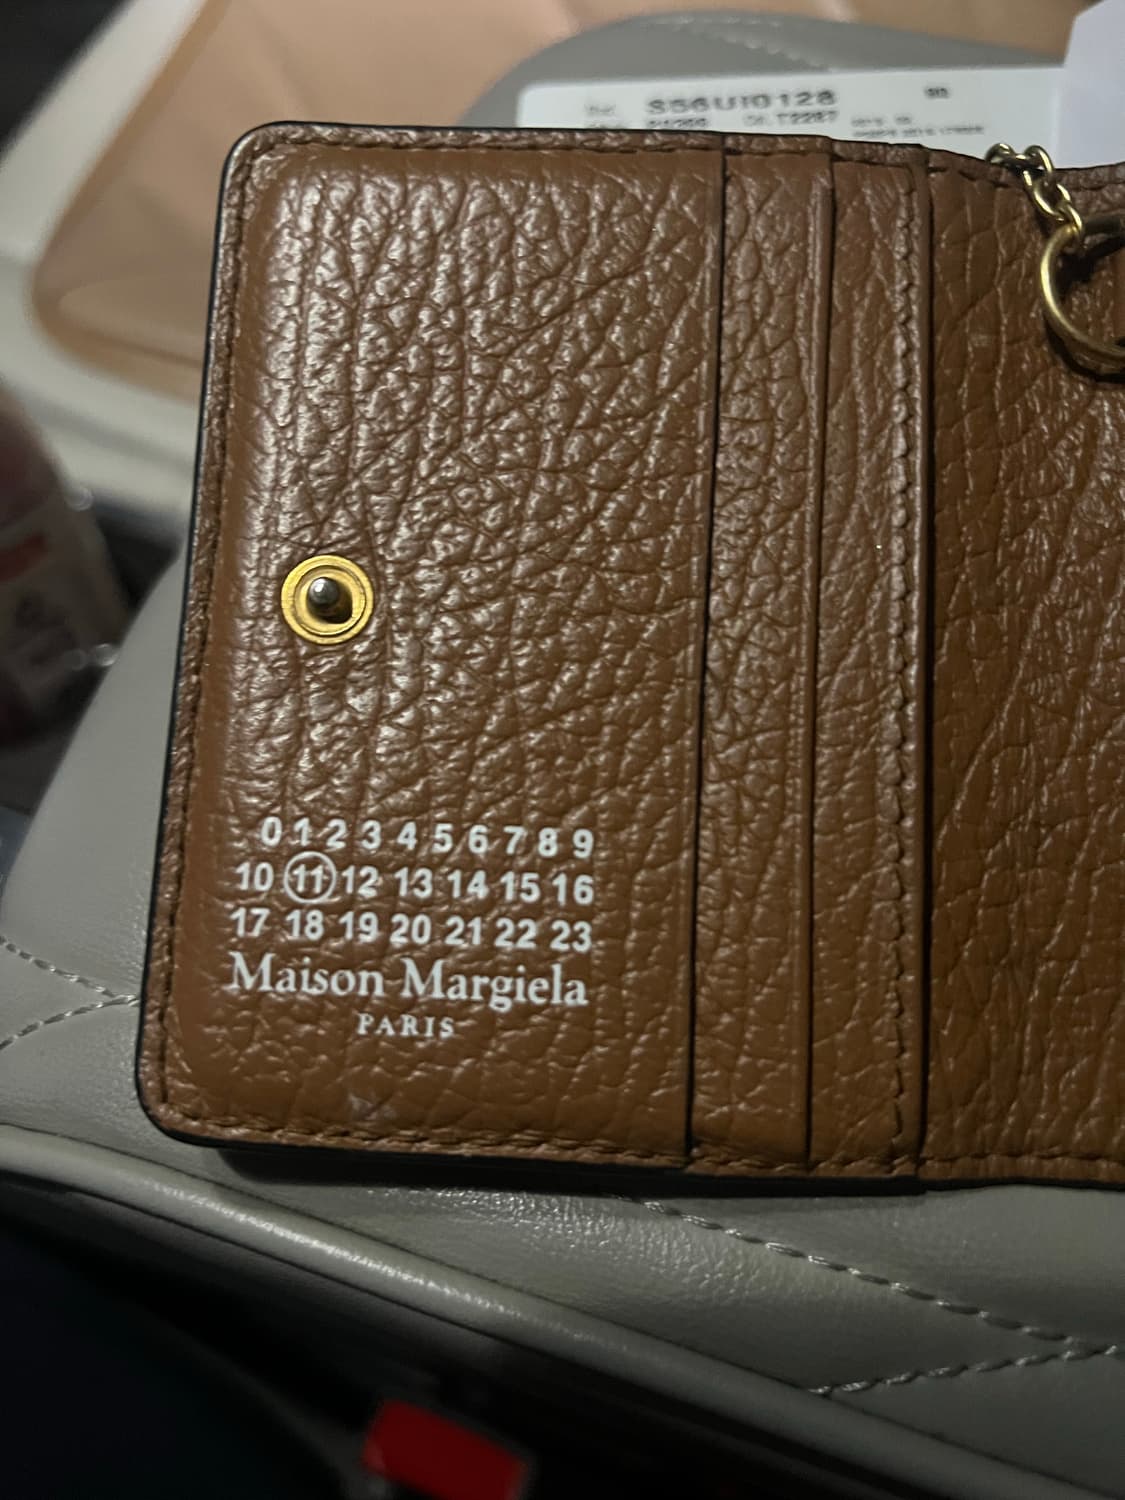 S56UI0128
T2287
0 1 2 3 4 5 6 7 8 9
10 11 12 13 14 15 16
17 18 19 20 21 22 23
Maison Margiela
PARIS